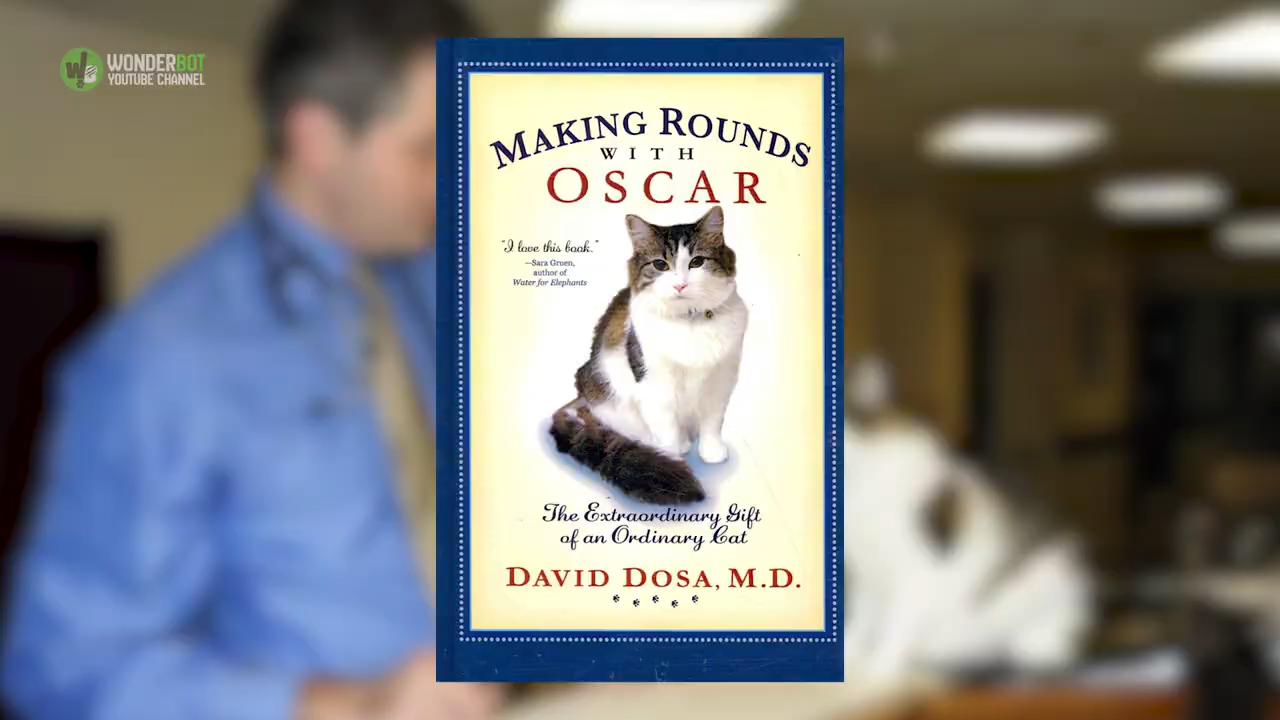 WONDERBOT
YOUTUBE CHANNEL
MAKING ROUNDS
WITH
OSCAR
"I love this book."
—Sara Gruen,
author of
Water for Elephants
The Extraordinary Gift
of an Ordinary Cat
DAVID DOSA, M.D.